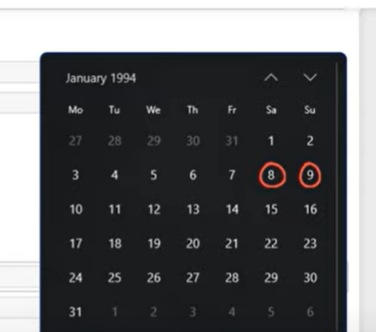 January 1994
Mo Tu We Th Fr Sa Su
27 28 29 30 31 1 2
3 4 5 6 7 8 9
10 11 12 13 14 15 16
17 18 19 20 21 22 23
24 25 26 27 28 29 30
31 1 2 3 4 5 6